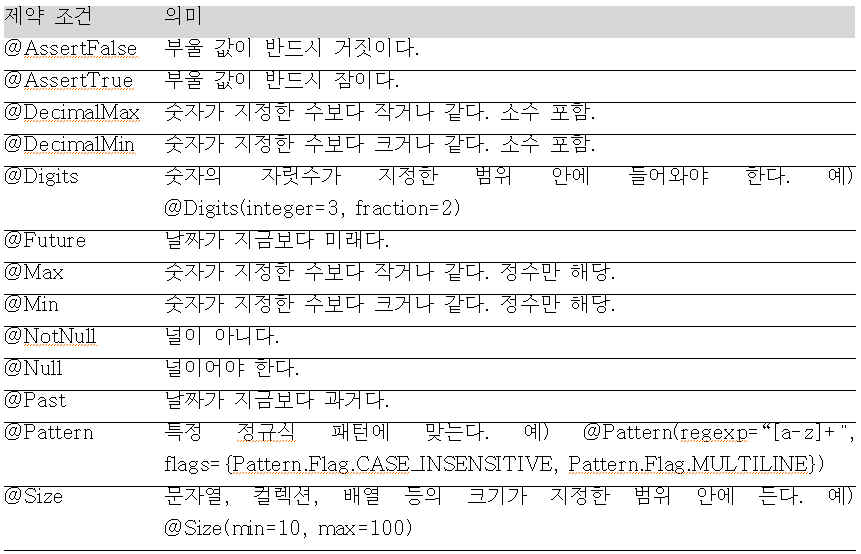 제약 조건 의미
@AssertFalse 부울 값이 반드시 거짓이다.
@AssertTrue 부울 값이 반드시 참이다.
@DecimalMax 숫자가 지정한 수보다 작거나 같다. 소수 포함.
@DecimalMin 숫자가 지정한 수보다 크거나 같다. 소수 포함.
@Digits 숫자의 자릿수가 지정한 범위 안에 들어와야 한다. 예)
@Digits(integer=3, fraction=2)
@Future 날짜가 지금보다 미래다.
@Max 숫자가 지정한 수보다 작거나 같다. 정수만 해당.
@Min 숫자가 지정한 수보다 크거나 같다. 정수만 해당.
@NotNull 널이 아니다.
@Null 널이어야 한다.
@Past 날짜가 지금보다 과거다.
@Pattern 특정 정규식 패턴에 맞는다. 예) @Pattern(regexp=“[a-z]+",
flags={Pattern.Flag.CASE_INSENSITIVE, Pattern.Flag.MULTILINE})
@Size 문자열, 컬렉션, 배열 등의 크기가 지정한 범위 안에 든다. 예)
@Size(min=10, max=100)